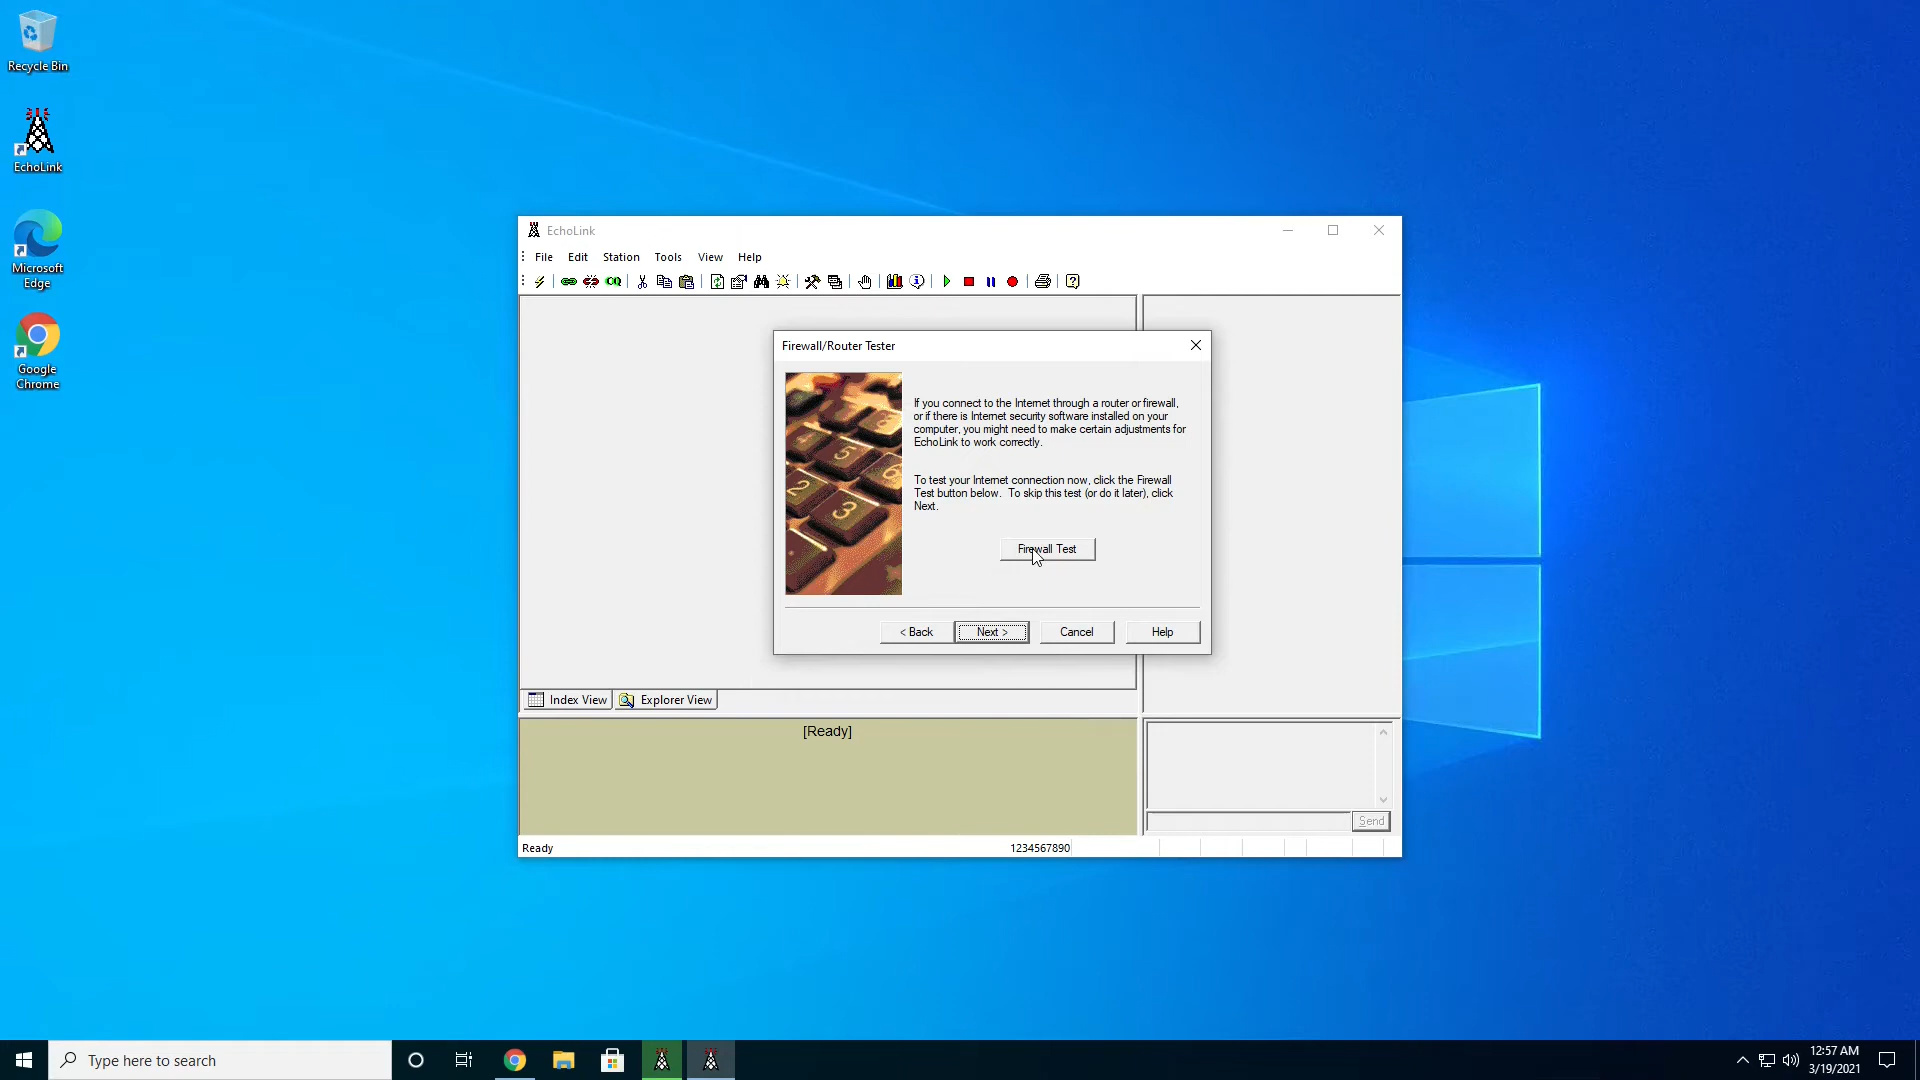 Recycle Bin
EchoLink
Microsoft
Edge
Google
Chrome
EchoLink
File Edit Station Tools View Help
Firewall/Router Tester
If you connect to the Internet through a router or firewall,
or if there is Internet security software installed on your
computer, you might need to make certain adjustments for
EchoLink to work correctly.
To test your Internet connection now, click the Firewall
Test button below. To skip this test (or do it later), click
Next.
Firewall Test
< Back Next > Cancel Help
Index View Explorer View
[Ready]
Send
Ready 1234567890
Type here to search
12:57 AM
3/19/2021